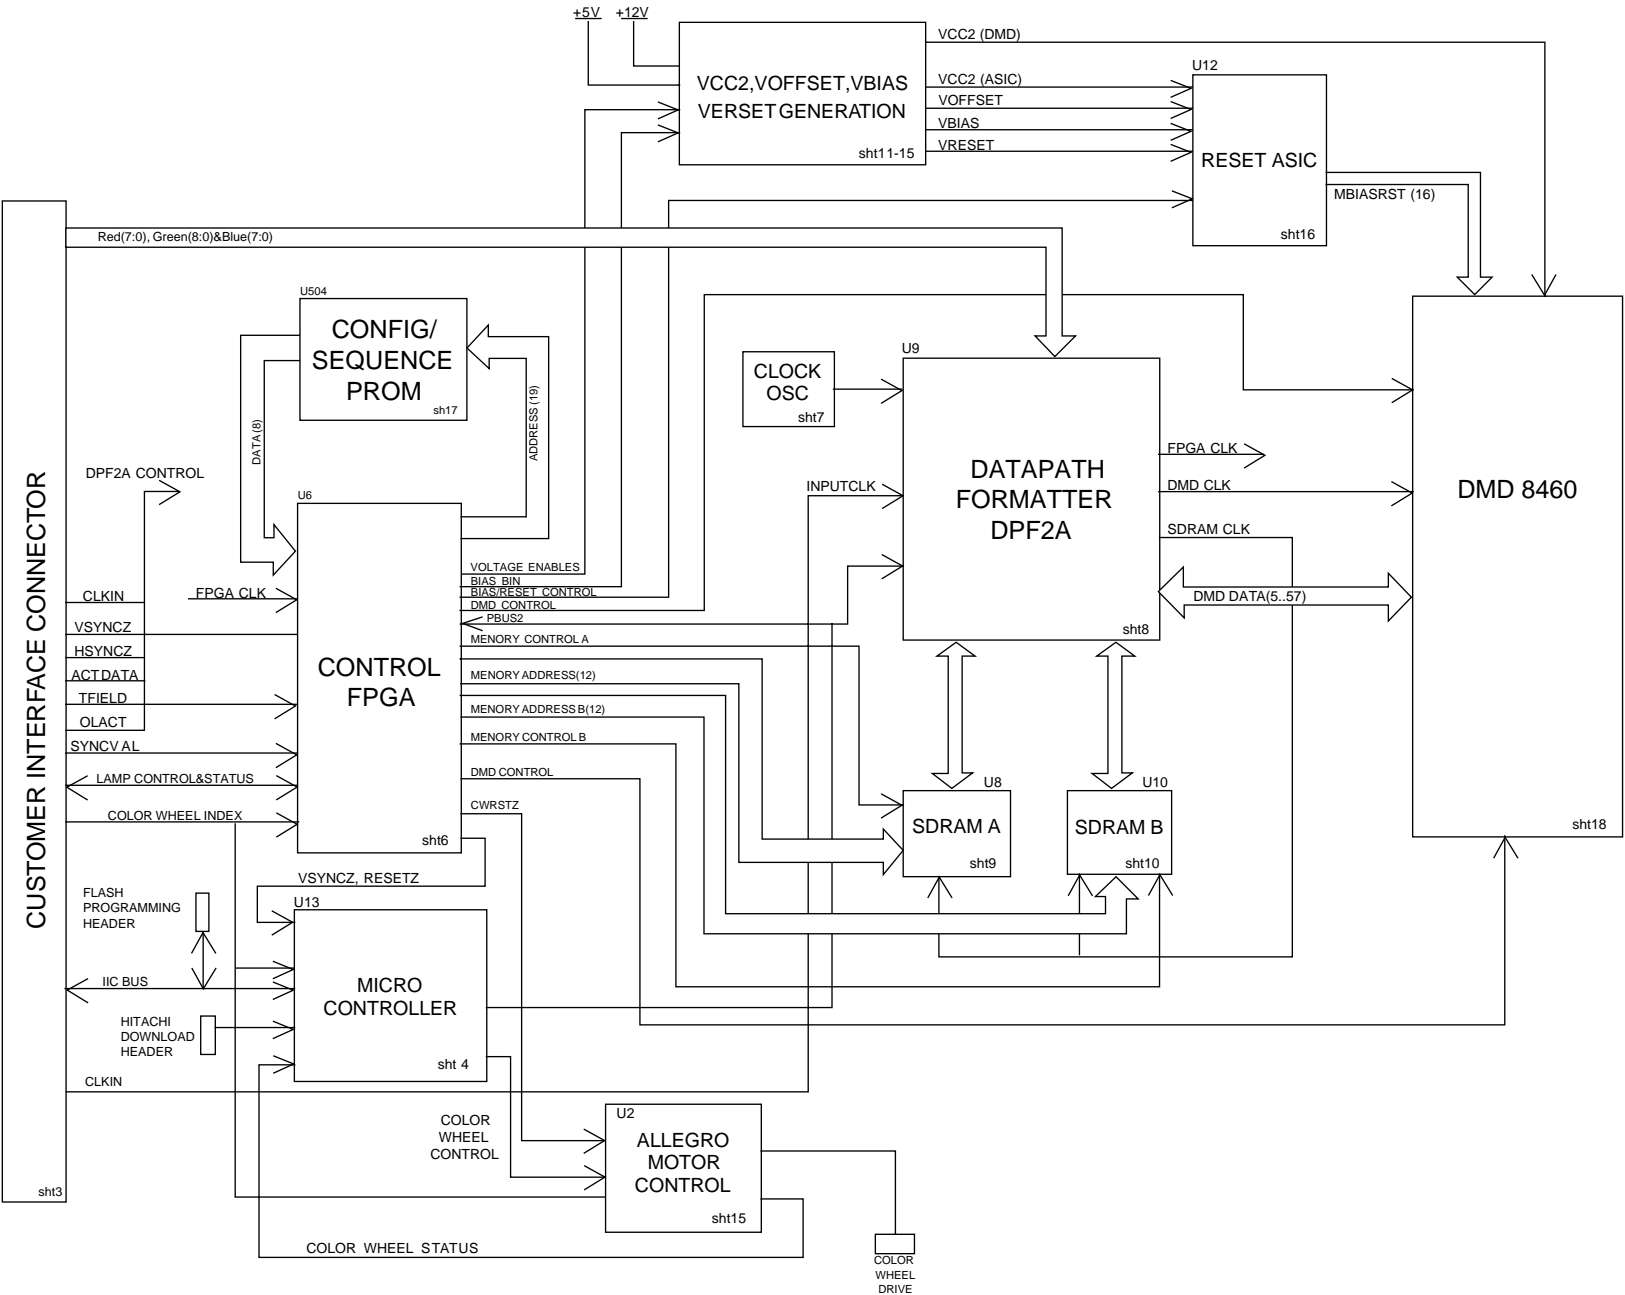 +5V
+12V
VCC2,VOFFSET,VBIAS
VERSET GENERATION
sht11-15
VCC2 (DMD)
VCC2 (ASIC)
VOFFSET
VBIAS
VRESET
U12
RESET ASIC
sht16
MBIASRST (16)
CUSTOMER INTERFACE CONNECTOR
sht3
Red(7:0), Green(8:0)&Blue(7:0)
U504
CONFIG/
SEQUENCE
PROM
sh17
DATA (8)
ADDRESS (19)
CLOCK
OSC
sht7
U9
DATAPATH
FORMATTER
DPF2A
sht8
INPUTCLK
FPGA CLK
DMD CLK
SDRAM CLK
DMD DATA(5..57)
DMD 8460
sht18
DPF2A CONTROL
CLKIN
VSYNCZ
HSYNCZ
ACTDATA
TFIELD
OLACT
SYNCV AL
LAMP CONTROL&STATUS
COLOR WHEEL INDEX
FPGA CLK
U6
CONTROL
FPGA
sht6
VOLTAGE ENABLES
BIAS BIN
BIAS/RESET CONTROL
DMD CONTROL
PBUS2
MENORY CONTROL A
MENORY ADDRESS(12)
MENORY ADDRESS B(12)
MENORY CONTROL B
DMD CONTROL
CWRSTZ
U8
SDRAM A
sht9
U10
SDRAM B
sht10
VSYNCZ, RESETZ
FLASH
PROGRAMMING
HEADER
U13
MICRO
CONTROLLER
sht 4
IIC BUS
HITACHI
DOWNLOAD
HEADER
CLKIN
COLOR
WHEEL
CONTROL
U2
ALLEGRO
MOTOR
CONTROL
sht15
COLOR WHEEL STATUS
COLOR
WHEEL
DRIVE